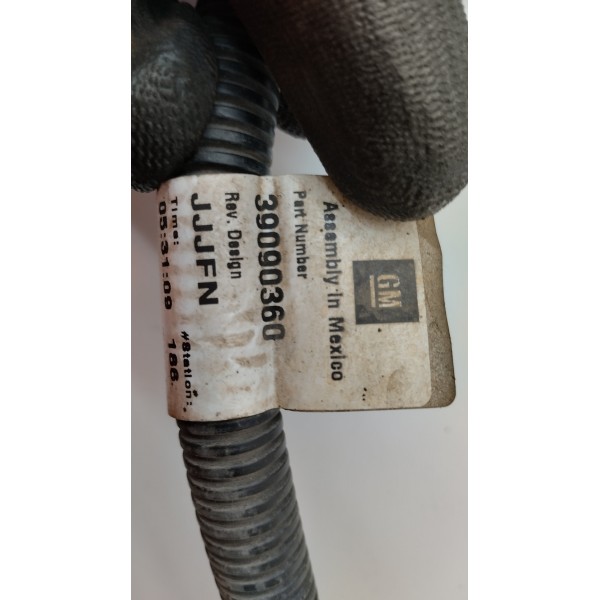 GM
Assembly In Mexico
Part Number
39090360
Rev. Design
JJJFN
Time: #Station:
05:31:09 186